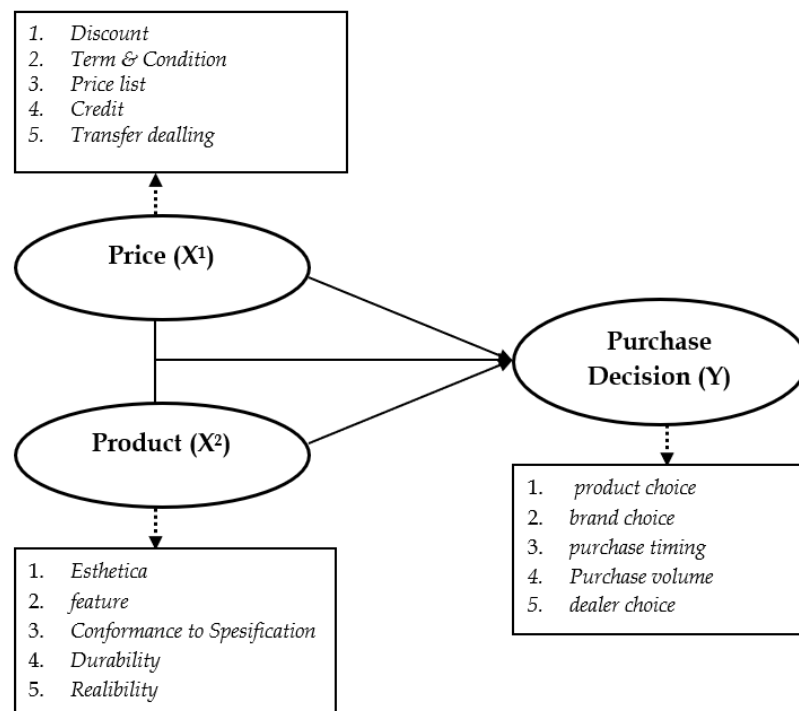 1. Discount
2. Term & Condition
3. Price list
4. Credit
5. Transfer dealling
Price (X¹)
Purchase
Decision (Y)
Product (X²)
1. product choice
2. brand choice
3. purchase timing
4. Purchase volume
5. dealer choice
1. Esthetica
2. feature
3. Conformance to Spesification
4. Durability
5. Realibility